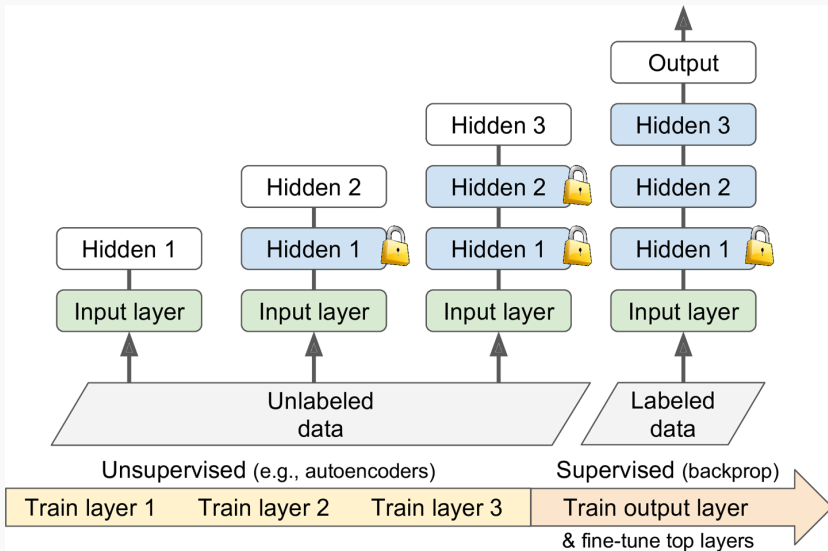 Output
Hidden 3
Hidden 3
Hidden 2
Hidden 2
Hidden 2
Hidden 1
Hidden 1
Hidden 1
Hidden 1
Input layer
Input layer
Input layer
Input layer
Unlabeled
data
Labeled
data
Unsupervised (e.g., autoencoders)
Supervised (backprop)
Train layer 1
Train layer 2
Train layer 3
Train output layer
& fine-tune top layers